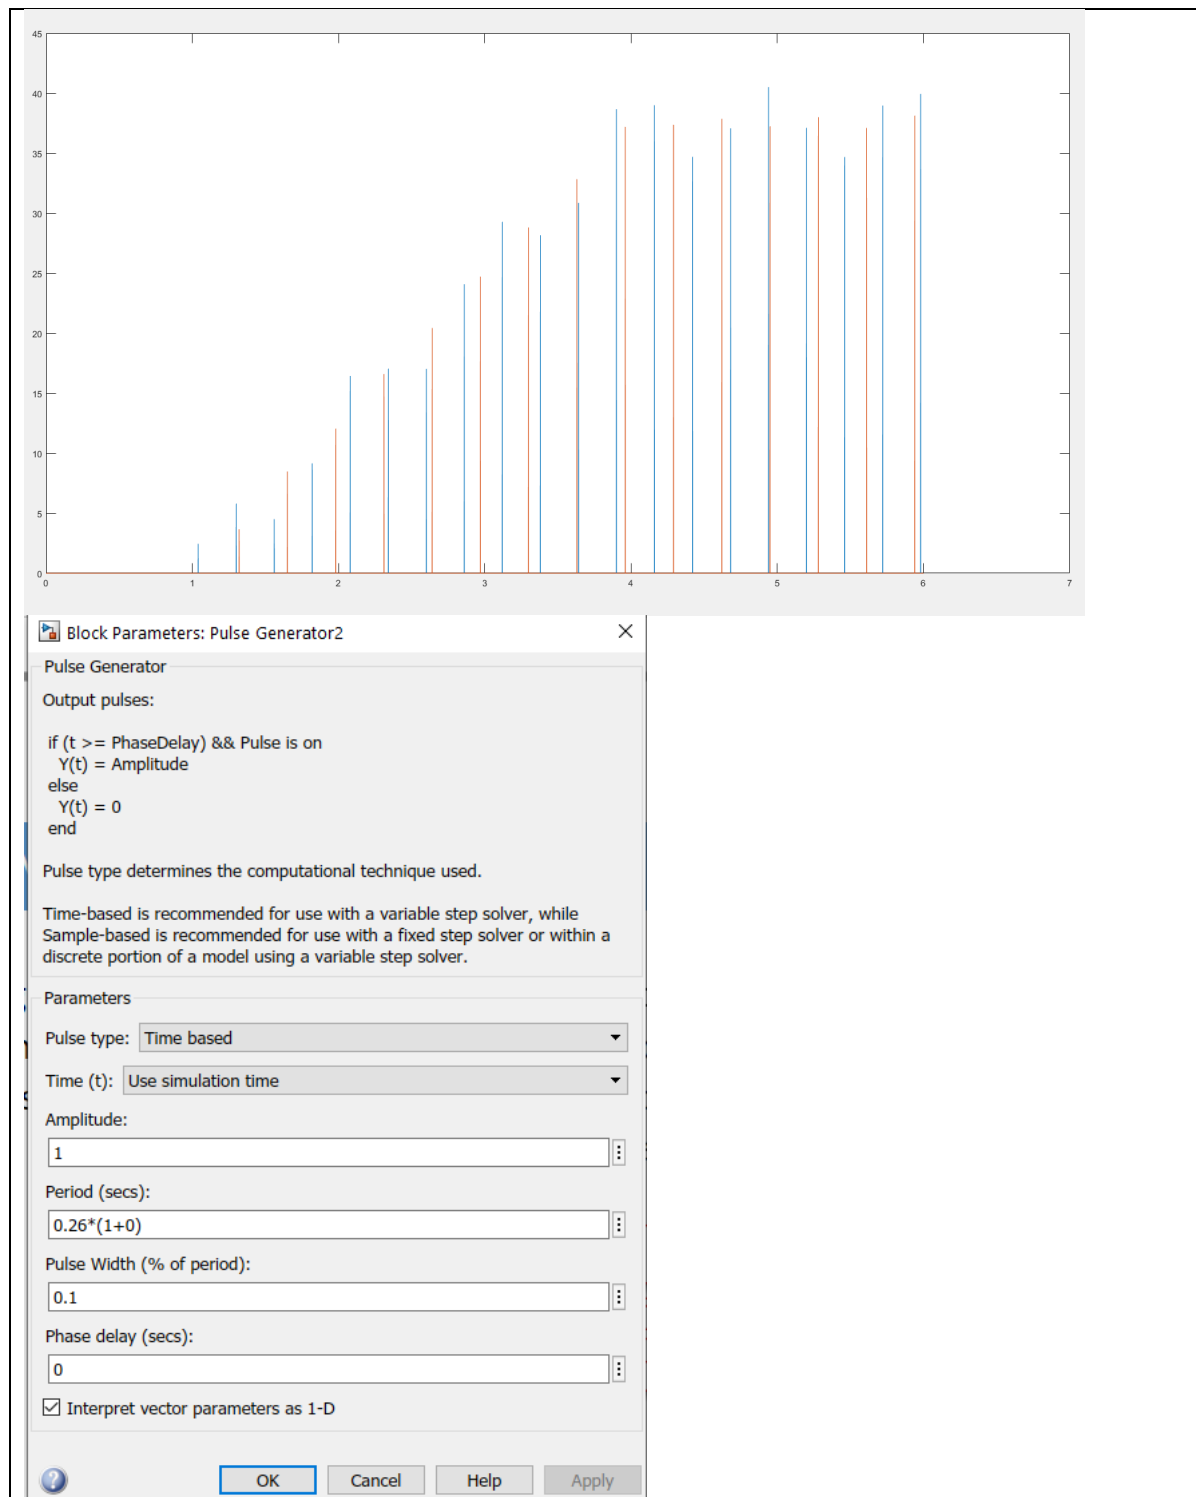 45
40
35
30
25
20
15
10
5
0
0 1 2 3 4 5 6 7
Block Parameters: Pulse Generator2
Pulse Generator
Output pulses:
if (t >= PhaseDelay) && Pulse is on
Y(t) = Amplitude
else
Y(t) = 0
end
Pulse type determines the computational technique used.
Time-based is recommended for use with a variable step solver, while
Sample-based is recommended for use with a fixed step solver or within a
discrete portion of a model using a variable step solver.
Parameters
Pulse type: Time based
Time (t): Use simulation time
Amplitude:
1
Period (secs):
0.26*(1+0)
Pulse Width (% of period):
0.1
Phase delay (secs):
0
Interpret vector parameters as 1-D
OK Cancel Help Apply